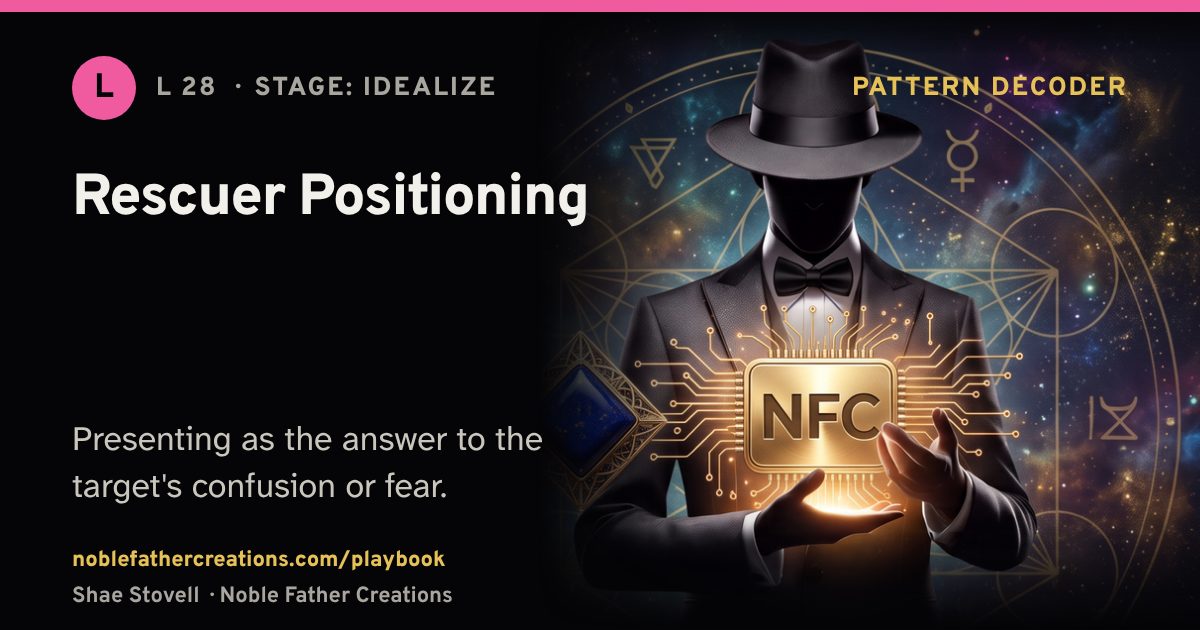 L
L 28 · STAGE: IDEALIZE
PATTERN DECODER
Rescuer Positioning
NFC
Presenting as the answer to the
target's confusion or fear.
noblefathercreations.com/playbook
Shae Stovell · Noble Father Creations